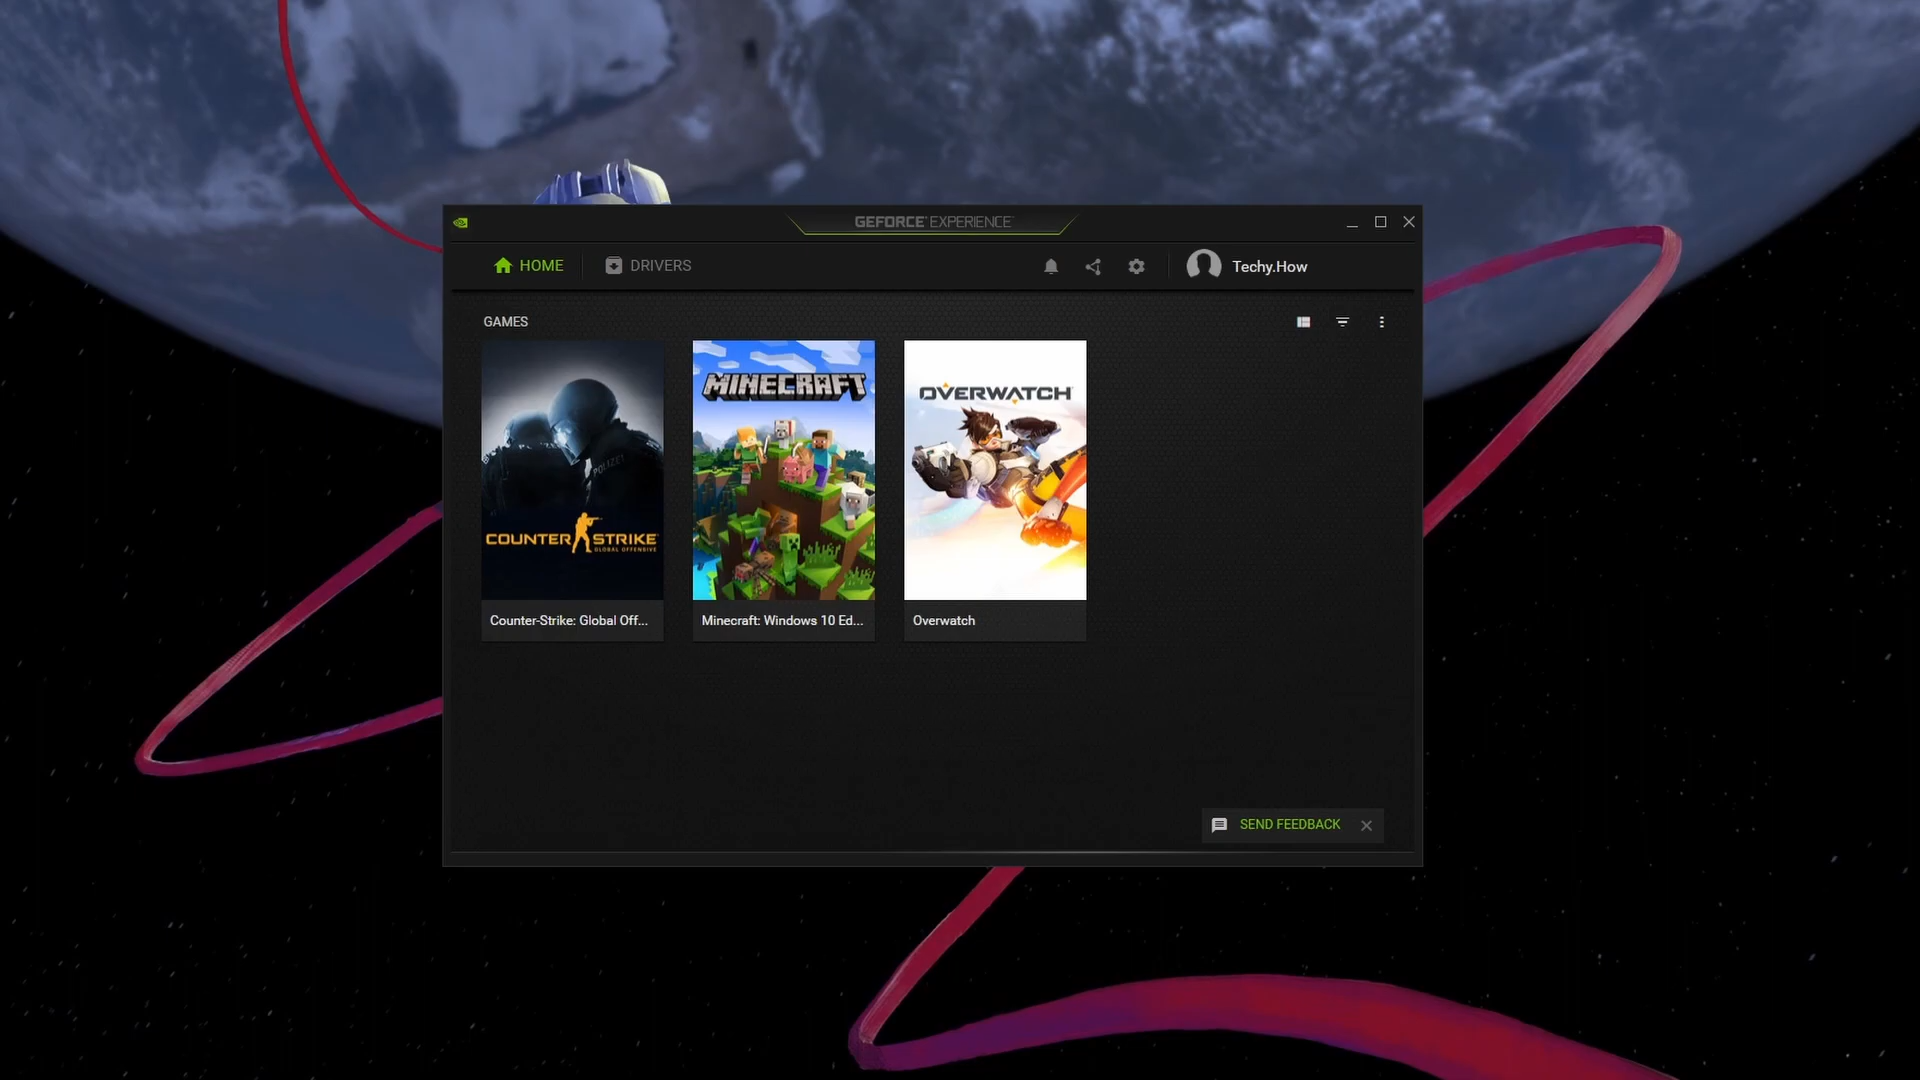 GEFORCE EXPERIENCE
HOME
DRIVERS
Techy.How
GAMES
POLIZEI
COUNTER STRIKE
GLOBAL OFFENSIVE
MINECRAFT
OVERWATCH
Counter-Strike: Global Off...
Minecraft: Windows 10 Ed...
Overwatch
SEND FEEDBACK